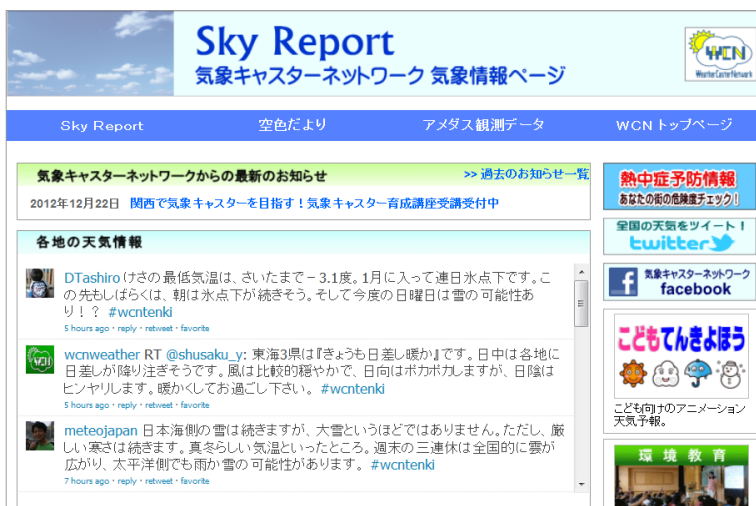 Sky Report
気象キャスターネットワーク 気象情報ページ
WCN
WeatherCasterNetwork
Sky Report
空色だより
アメダス観測データ
WCNトップページ
気象キャスターネットワークからの最新のお知らせ
>> 過去のお知らせ一覧
2012年12月22日 関西で気象キャスターを目指す！気象キャスター育成講座受講受付中
各地の天気情報
DTashiro けさの最低気温は、さいたまで－3.1度。1月に入って連日氷点下です。こ
の先もしばらくは、朝は氷点下が続きそう。そして今度の日曜日は雪の可能性あ
り！？ #wcntenki
5 hours ago · reply · retweet · favorite
wcnweather RT @shusaku_y: 東海3県は『きょうも日差し暖か』です。日中は各地に
日差しが降り注ぎそうです。風は比較的穏やかで、日向はポカポカしますが、日陰は
ヒンヤリします。暖かくしてお過ごし下さい。 #wcntenki
5 hours ago · reply · retweet · favorite
meteojapan 日本海側の雪は続きますが、大雪というほどではありません。ただし、厳
しい寒さは続きます。真冬らしい気温といったところ。週末の三連休は全国的に雲が
広がり、太平洋側でも雨か雪の可能性があります。 #wcntenki
7 hours ago · reply · retweet · favorite
熱中症予防情報
あなたの街の危険度チェック！
全国の天気をツイート！
twitter
気象キャスターネットワーク
facebook
こどもてんきよほう
こども向けのアニメーション
天気予報。
環境教育